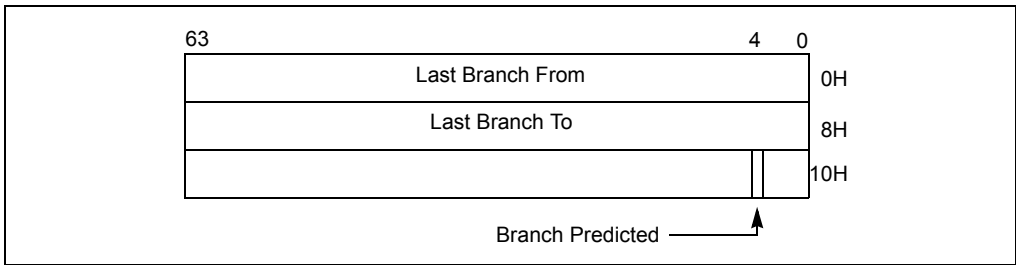 63 4 0
Last Branch From 0H
Last Branch To 8H
10H
Branch Predicted